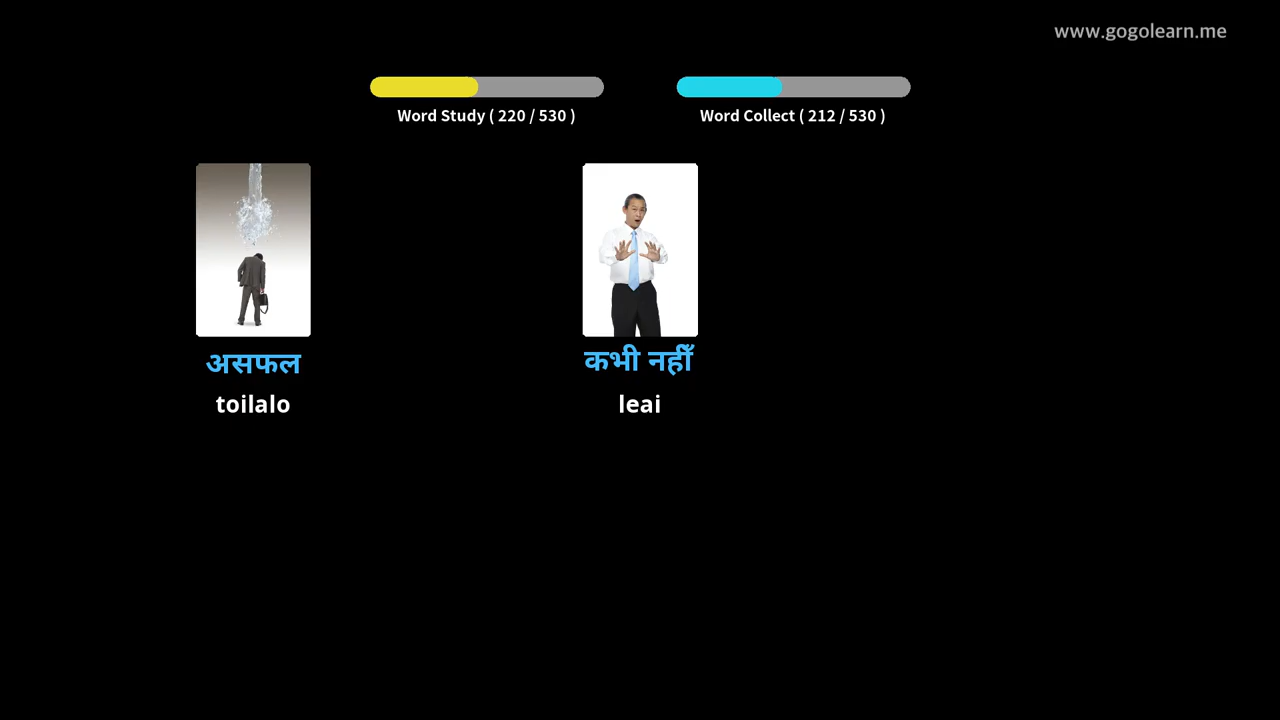 www.gogolearn.me
Word Study ( 220 / 530 )
Word Collect ( 212 / 530 )
असफल
कभी नहीँ
toilalo
leai